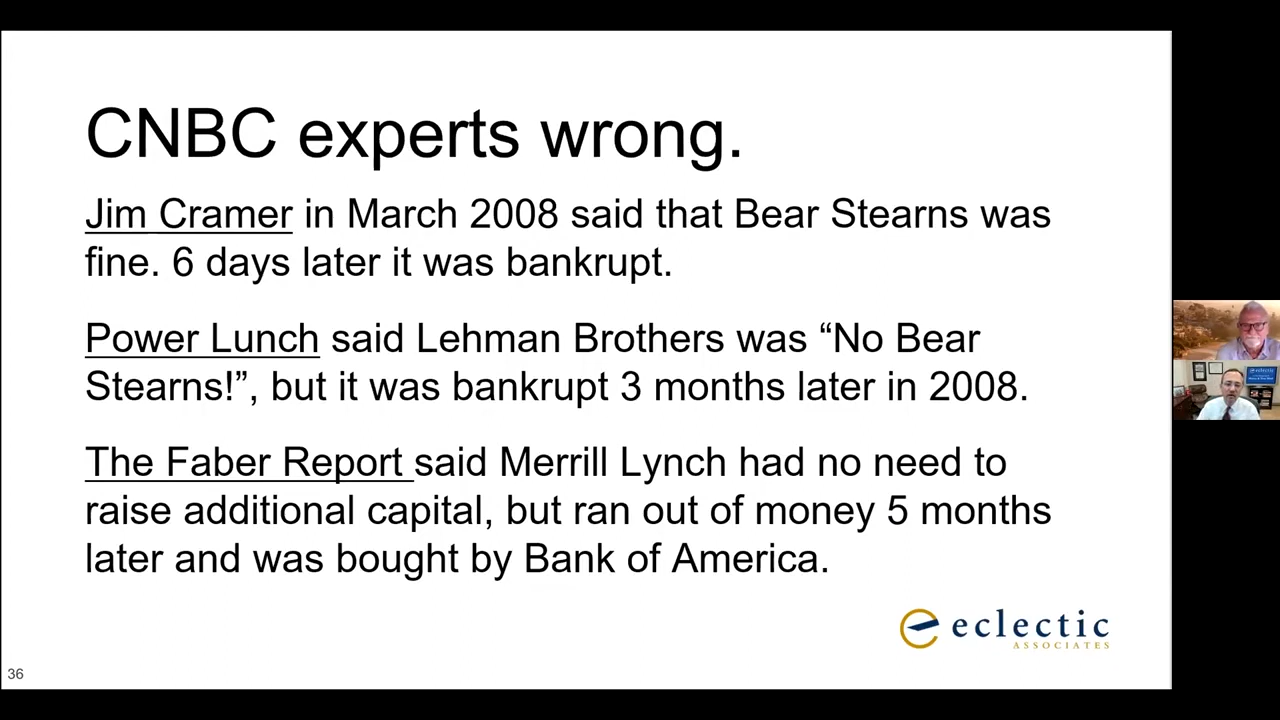 CNBC experts wrong.
Jim Cramer in March 2008 said that Bear Stearns was
fine. 6 days later it was bankrupt.
Power Lunch said Lehman Brothers was “No Bear
Stearns!”, but it was bankrupt 3 months later in 2008.
The Faber Report said Merrill Lynch had no need to
raise additional capital, but ran out of money 5 months
later and was bought by Bank of America.
eclectic
ASSOCIATES
36